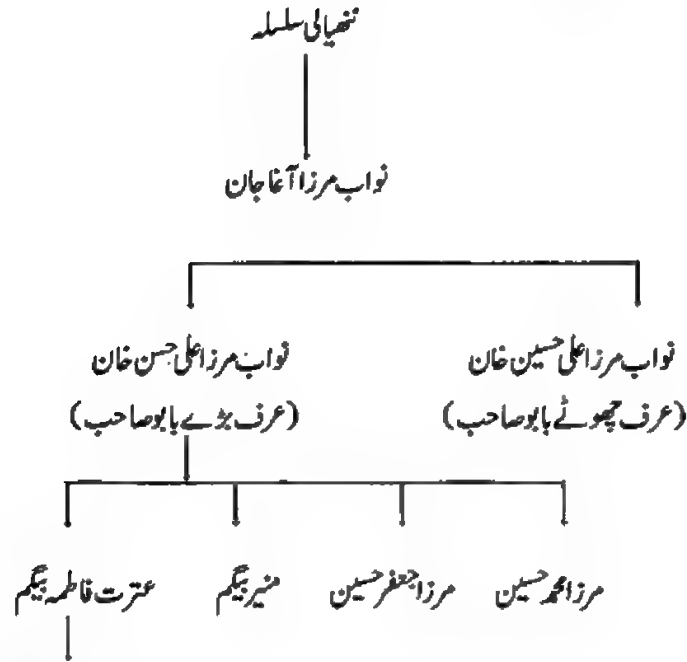 ننھیالی سلسلہ
نواب مرزا آغا جان
نواب مرزا علی حسین خان نواب مرزا علی حسن خان
(عرف چھوٹے بابو صاحب) (عرف بڑے بابو صاحب)
مرزا محمد حسین مرزا جعفر حسین منیر بیگم عترت فاطمہ بیگم